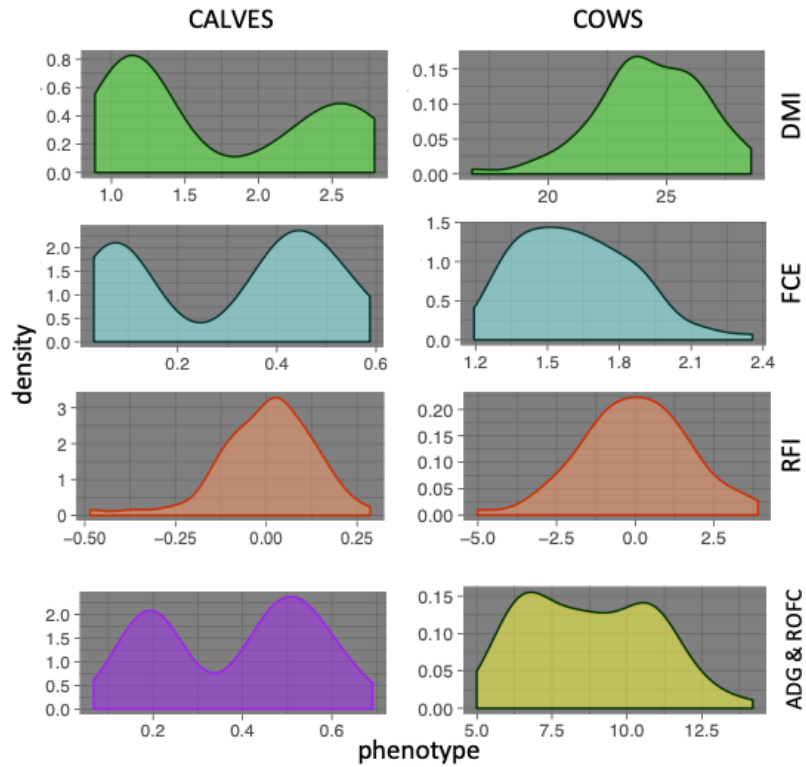 CALVES COWS
0.8
0.6
0.4
0.2
0.0
1.0 1.5 2.0 2.5
0.15
0.10
0.05
0.00
20 25
DMI
2.0
1.5
1.0
0.5
0.0
0.2 0.4 0.6
1.5
1.0
0.5
0.0
1.2 1.5 1.8 2.1 2.4
FCE
density
3
2
1
0
−0.50 −0.25 0.00 0.25
0.20
0.15
0.10
0.05
0.00
−5.0 −2.5 0.0 2.5
RFI
2.0
1.5
1.0
0.5
0.0
0.2 0.4 0.6
0.15
0.10
0.05
0.00
5.0 7.5 10.0 12.5
ADG & ROFC
phenotype